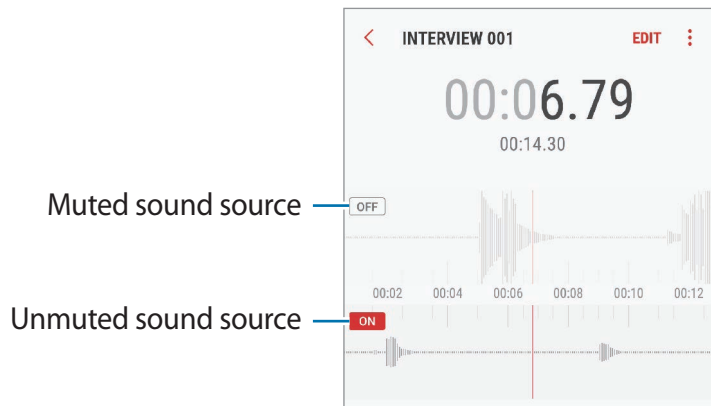 INTERVIEW 001 EDIT
00:06.79
00:14.30
Muted sound source OFF
00:02 00:04 00:06 00:08 00:10 00:12
Unmuted sound source ON